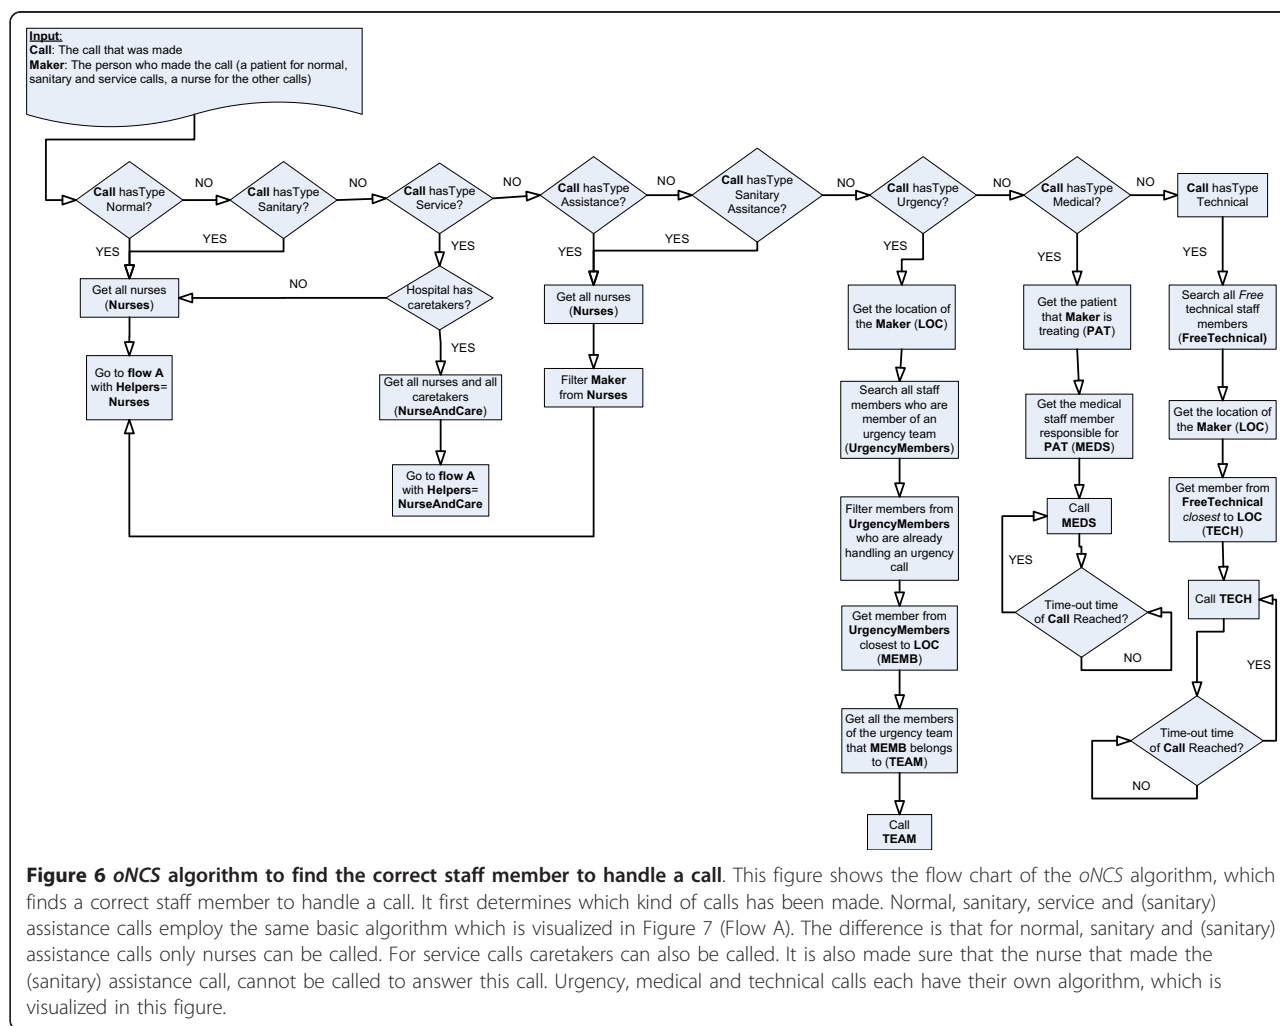 Input:
Call: The call that was made
Maker: The person who made the call (a patient for normal,
sanitary and service calls, a nurse for the other calls)
Call hasType
Normal?
NO
Call hasType
Sanitary?
NO
Call hasType
Service?
NO
Call hasType
Assistance?
NO
Call hasType
Sanitary
Assitance?
NO
Call hasType
Urgency?
NO
Call hasType
Medical?
NO
Call hasType
Technical
YES
YES
YES
YES
YES
YES
YES
YES
Get all nurses
(Nurses)
Go to flow A
with Helpers=
Nurses
NO
Hospital has
caretakers?
YES
Get all nurses and all
caretakers
(NurseAndCare)
Go to flow A
with Helpers=
NurseAndCare
Get all nurses
(Nurses)
Filter Maker
from Nurses
Get the location of
the Maker (LOC)
Search all staff
members who are
member of an
urgency team
(UrgencyMembers)
Filter members from
UrgencyMembers
who are already
handling an urgency
call
Get member from
UrgencyMembers
closest to LOC
(MEMB)
Get all the members
of the urgency team
that MEMB belongs
to (TEAM)
Call
TEAM
Get the patient
that Maker is
treating (PAT)
Get the medical
staff member
responsible for
PAT (MEDS)
Call
MEDS
YES
Time-out time
of Call Reached?
NO
Search all Free
technical staff
members
(FreeTechnical)
Get the location of
the Maker (LOC)
Get member from
FreeTechnical
closest to LOC
(TECH)
Call TECH
YES
Time-out time
of Call Reached?
NO
Figure 6 oNCS algorithm to find the correct staff member to handle a call. This figure shows the flow chart of the oNCS algorithm, which
finds a correct staff member to handle a call. It first determines which kind of calls has been made. Normal, sanitary, service and (sanitary)
assistance calls employ the same basic algorithm which is visualized in Figure 7 (Flow A). The difference is that for normal, sanitary and (sanitary)
assistance calls only nurses can be called. For service calls caretakers can also be called. It is also made sure that the nurse that made the
(sanitary) assistance call, cannot be called to answer this call. Urgency, medical and technical calls each have their own algorithm, which is
visualized in this figure.